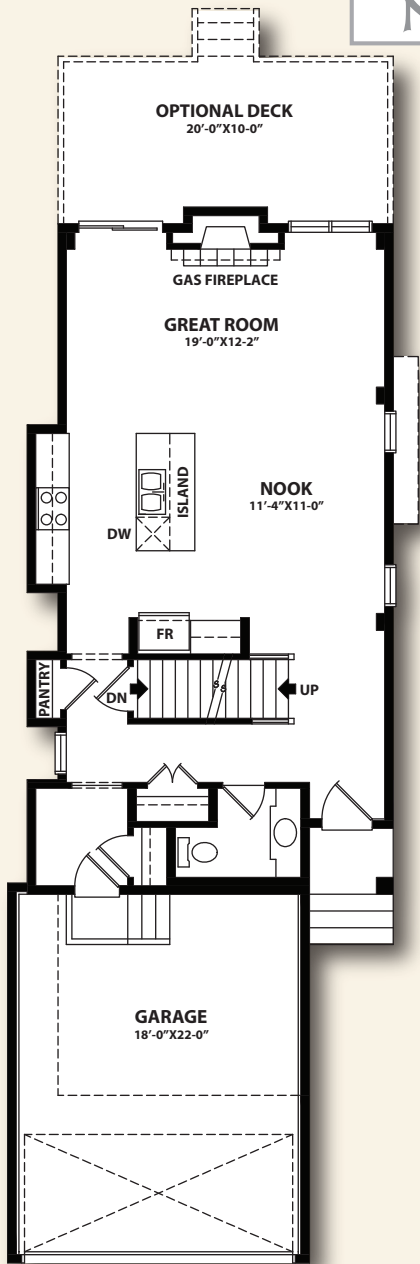 N
OPTIONAL DECK
20'-0"X10-0"
GAS FIREPLACE
GREAT ROOM
19'-0"X12-2"
ISLAND
NOOK
11'-4"X11-0"
DW
FR
PANTRY
DN
UP
GARAGE
18'-0"X22-0"